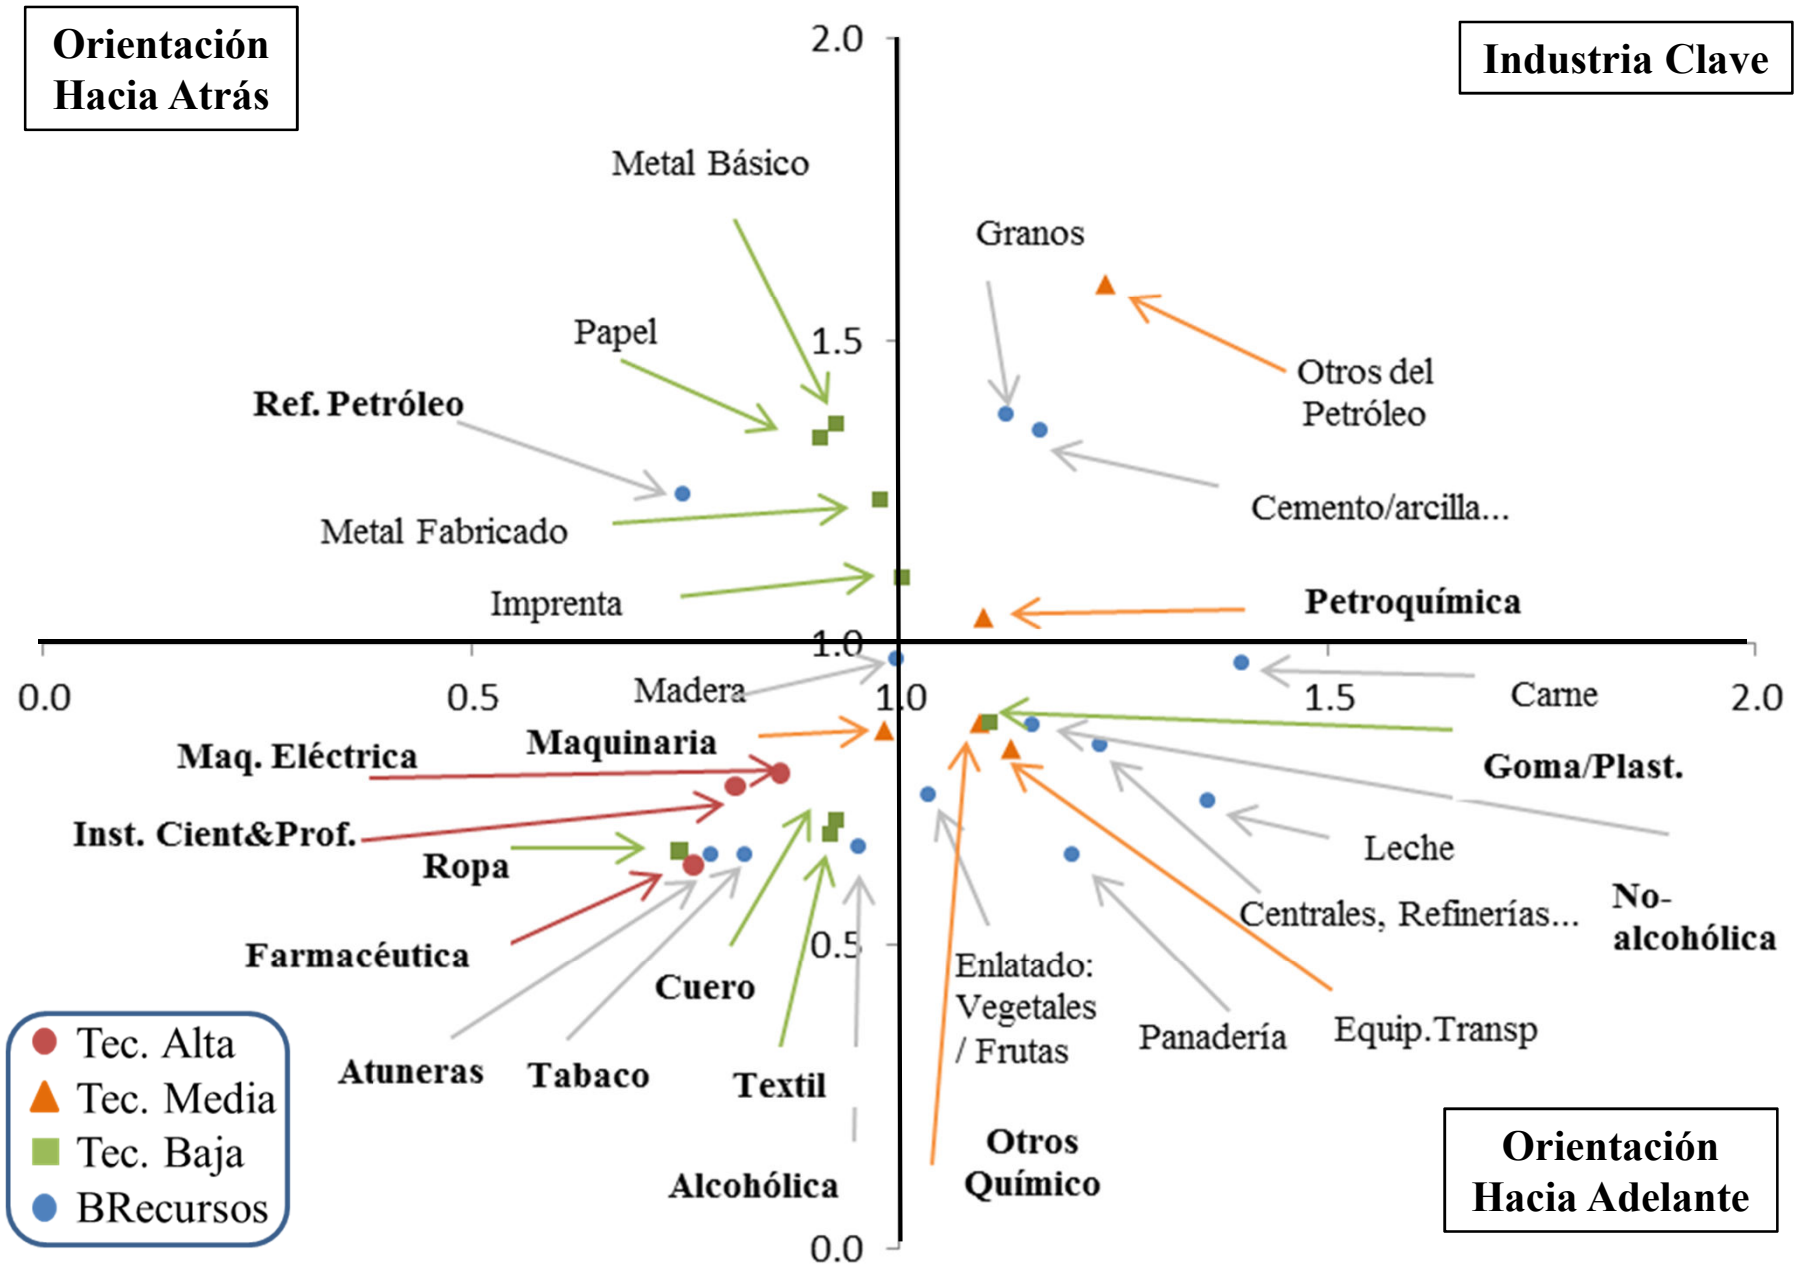 Orientación
Hacia Atrás
2.0
Industria Clave
Metal Básico
Granos
Papel
1.5
Otros del
Petróleo
Ref. Petróleo
Cemento/arcilla...
Metal Fabricado
Imprenta
Petroquímica
1.0
0.0
0.5
Madera
1.0
1.5
Carne
2.0
Maq. Eléctrica
Maquinaria
Goma/Plast.
Inst. Cient&Prof.
Ropa
Leche
No-
alcohólica
Centrales, Refinerías...
Farmacéutica
0.5
Cuero
Enlatado:
Vegetales
/ Frutas
Panadería
Equip.Transp
Atuneras
Tabaco
Textil
Otros
Químico
Alcohólica
Orientación
Hacia Adelante
Tec. Alta
Tec. Media
Tec. Baja
BRecursos
0.0